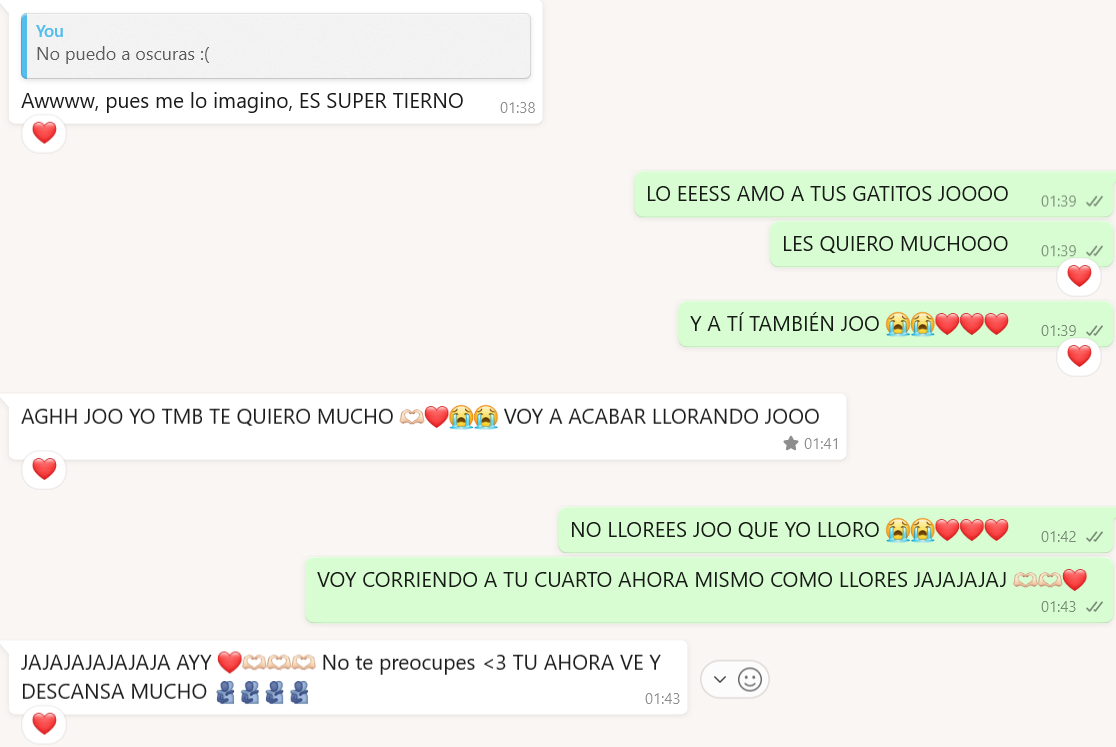 You
No puedo a oscuras :(
Awwww, pues me lo imagino, ES SUPER TIERNO
01:38
❤️
LO EEESS AMO A TUS GATITOS JOOOO
01:39
LES QUIERO MUCHOOO
01:39
❤️
Y A TÍ TAMBIÉN JOO 😭😭❤️❤️❤️
01:39
❤️
AGHH JOO YO TMB TE QUIERO MUCHO 🫶🏻❤️😭😭 VOY A ACABAR LLORANDO JOOO
01:41
❤️
NO LLOREES JOO QUE YO LLORO 😭😭❤️❤️❤️
01:42
VOY CORRIENDO A TU CUARTO AHORA MISMO COMO LLORES JAJAJAJAJ 🫶🏻🫶🏻❤️
01:43
JAJAJAJAJAJAJA AYY ❤️🫶🏻🫶🏻🫶🏻 No te preocupes <3 TU AHORA VE Y
DESCANSA MUCHO 🫂🫂🫂🫂
01:43
❤️